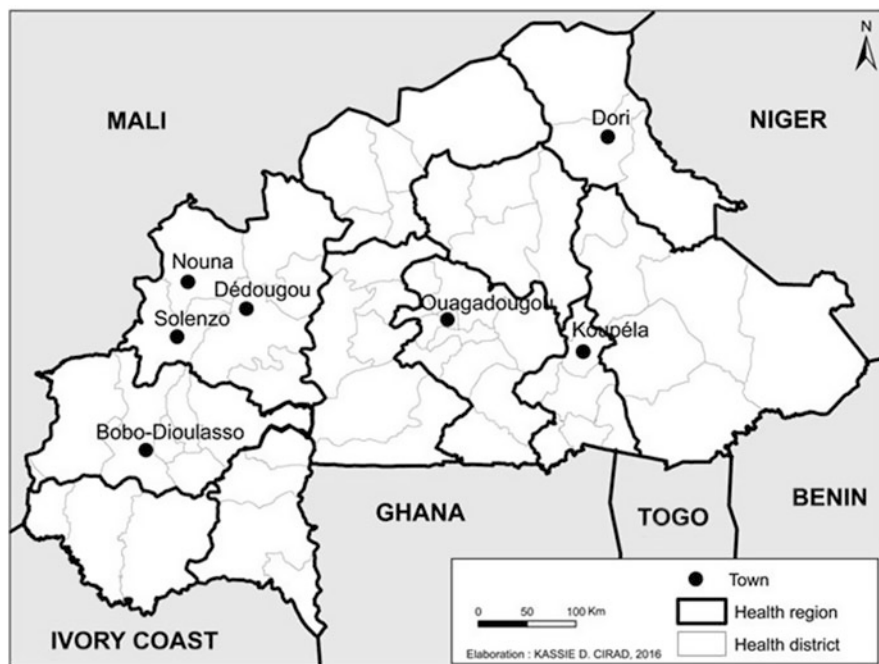 N
MALI
NIGER
Dori
Nouna
Dédougou
Solenzo
Ouagadougou
Koupéla
Bobo-Dioulasso
GHANA
TOGO
BENIN
IVORY COAST
Town
Health region
Health district
0 50 100 Km
Elaboration : KASSIE D. CIRAD, 2016